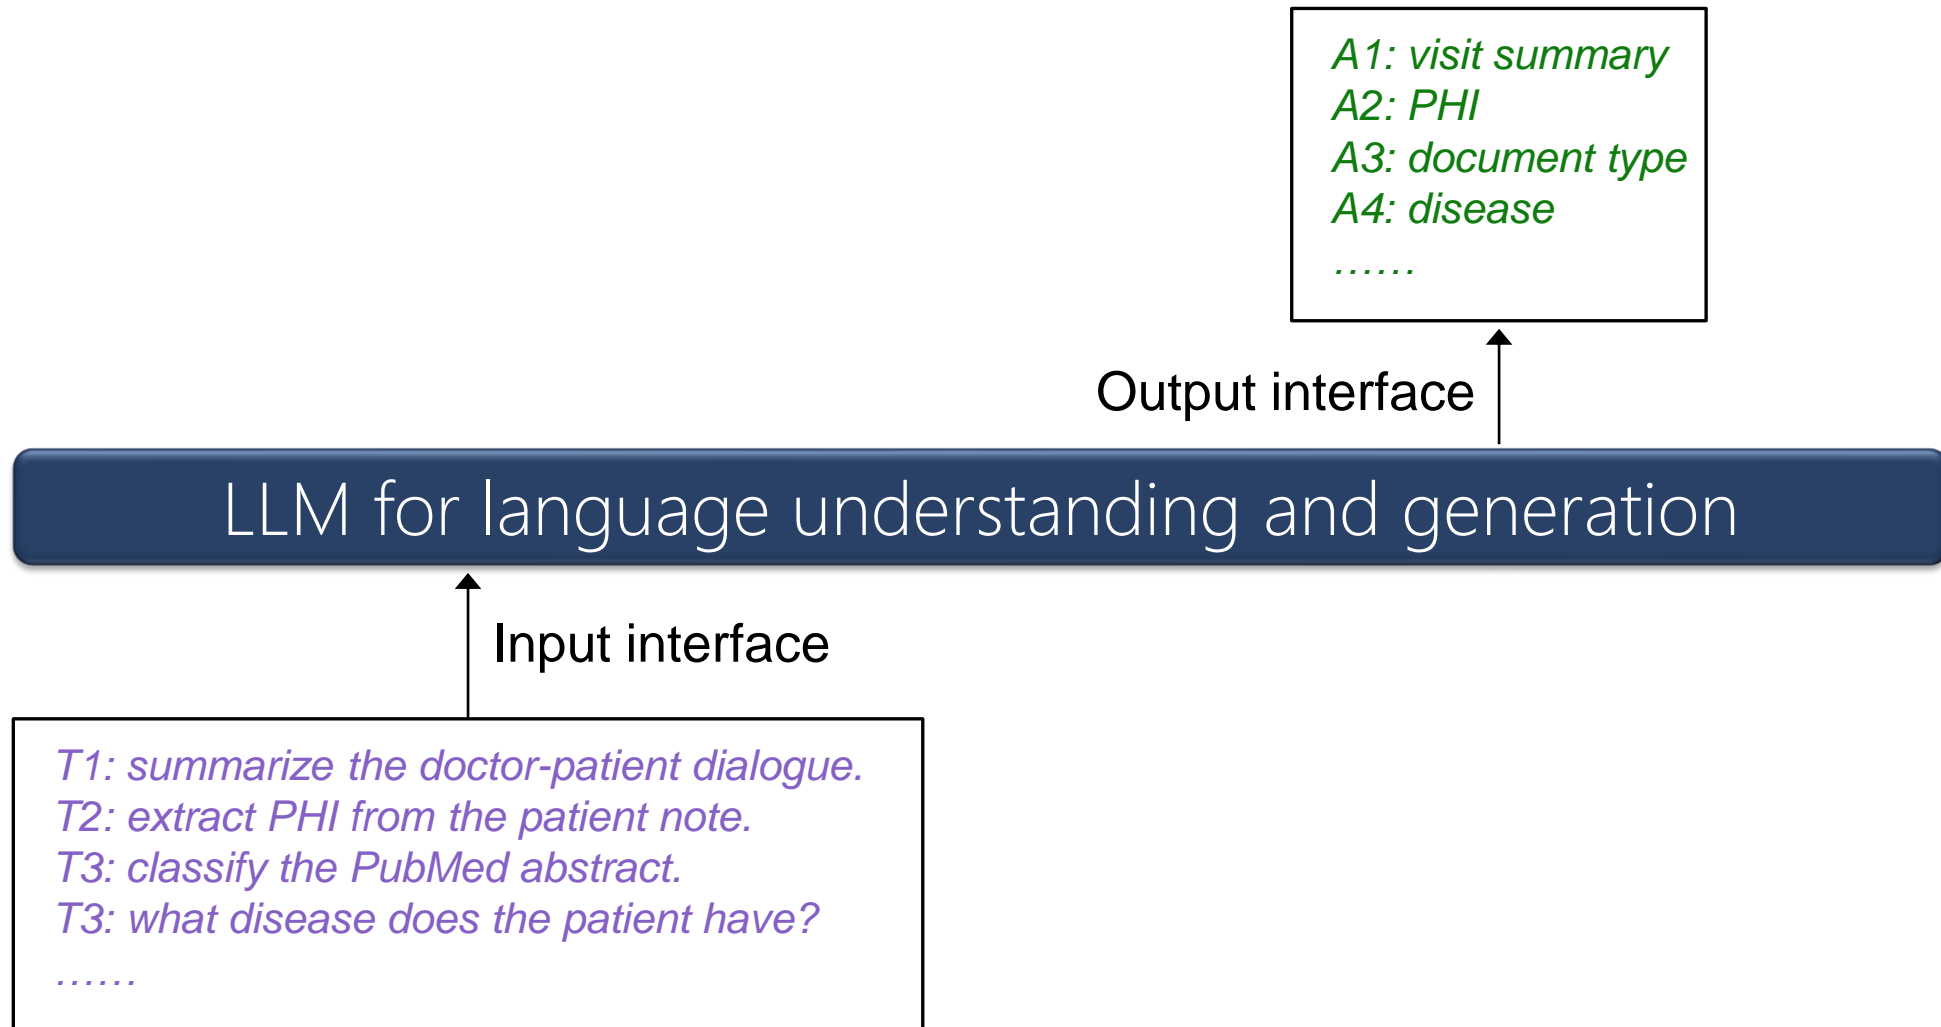 A1: visit summary
A2: PHI
A3: document type
A4: disease
……
Output interface
LLM for language understanding and generation
Input interface
T1: summarize the doctor-patient dialogue.
T2: extract PHI from the patient note.
T3: classify the PubMed abstract.
T3: what disease does the patient have?
……